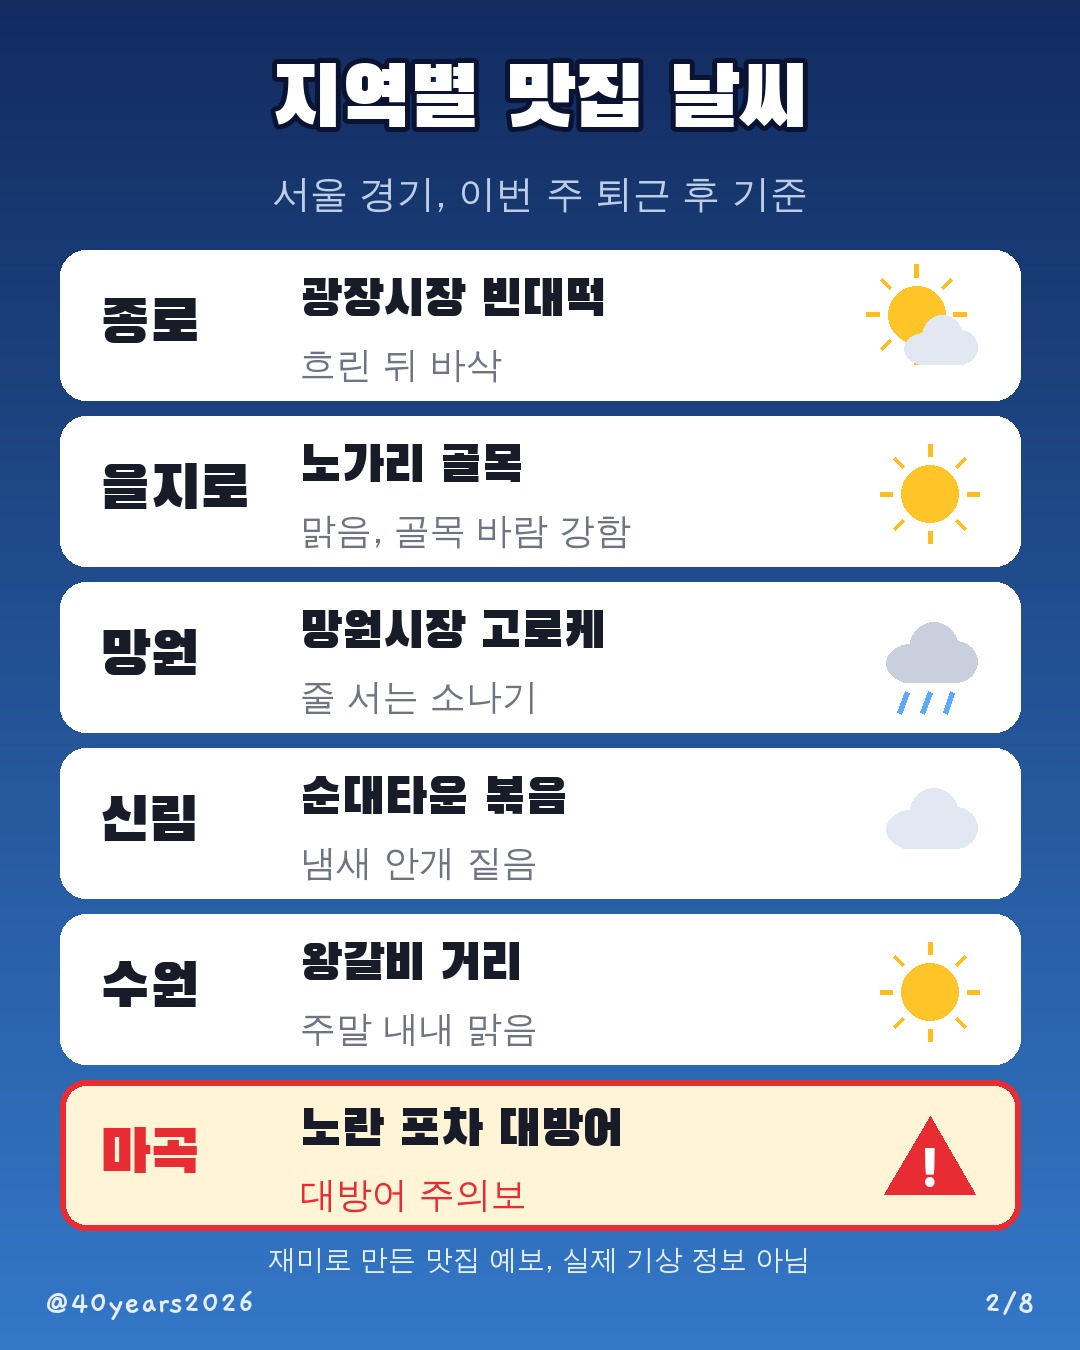 지역별 맛집 날씨
서울 경기, 이번 주 퇴근 후 기준
종로
광장시장 빈대떡
흐린 뒤 바삭
을지로
노가리 골목
맑음, 골목 바람 강함
망원
망원시장 고로케
줄 서는 소나기
신림
순대타운 볶음
냄새 안개 짙음
수원
왕갈비 거리
주말 내내 맑음
마곡
노란 포차 대방어
대방어 주의보
재미로 만든 맛집 예보, 실제 기상 정보 아님
@40years2026
2/8